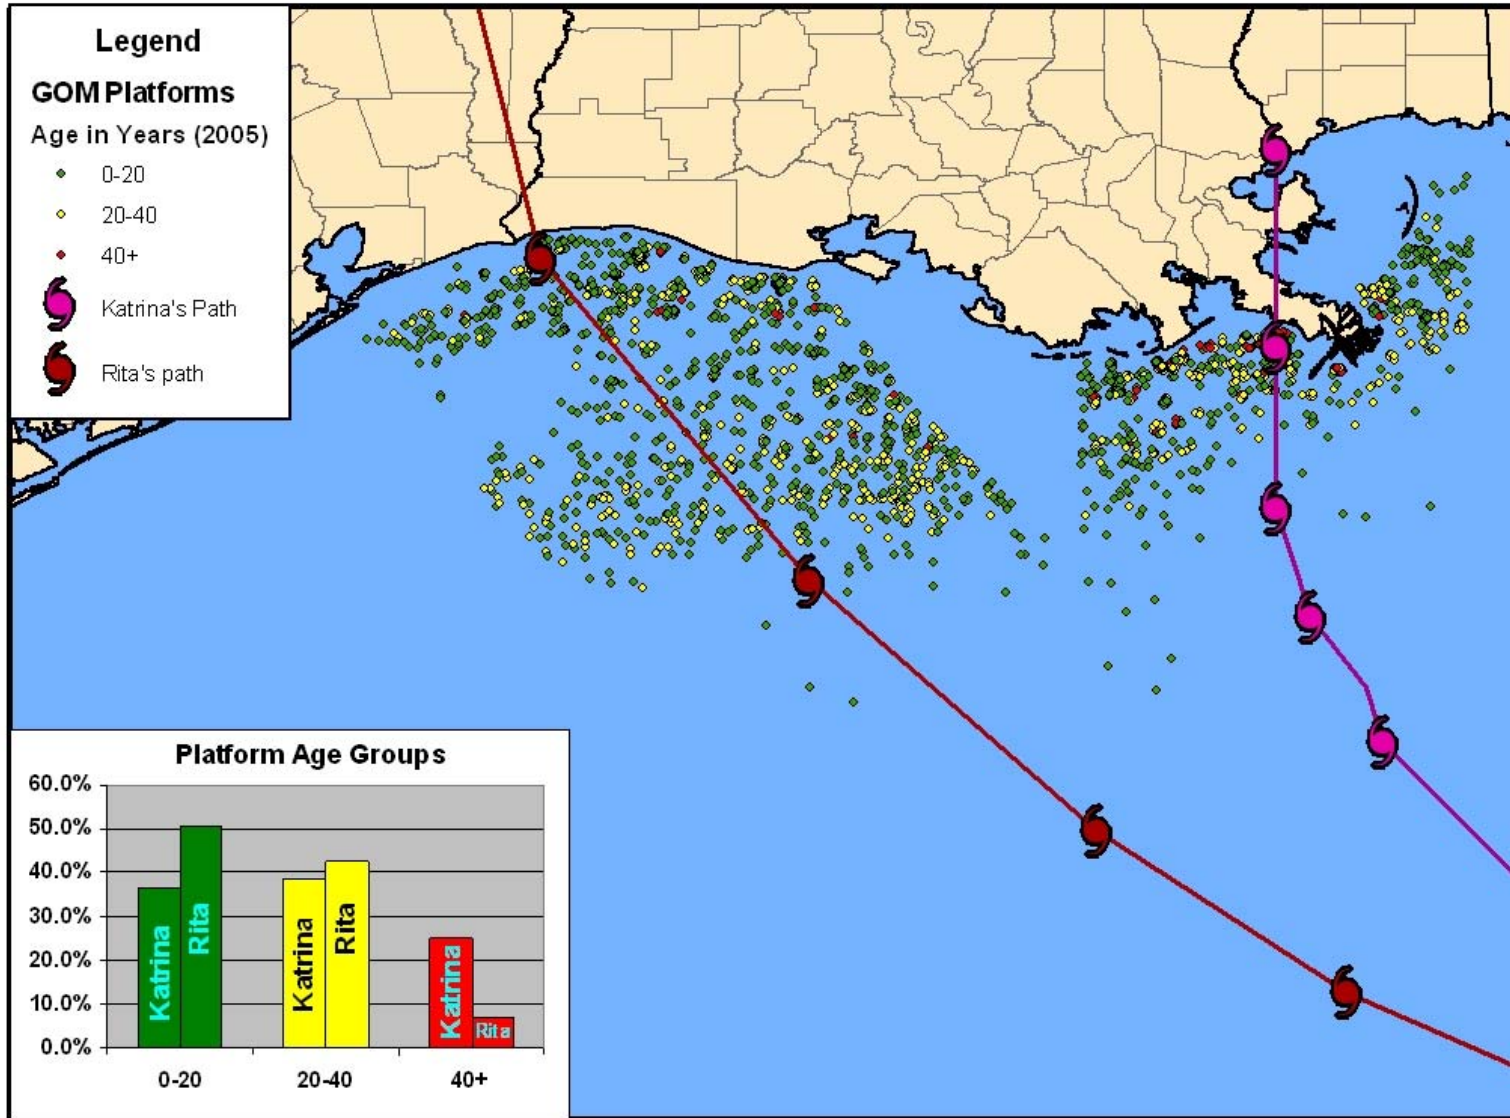 Legend
GOM Platforms
Age in Years (2005)
0-20
20-40
40+
Katrina's Path
Rita's path
Platform Age Groups
60.0%
50.0%
40.0%
30.0%
20.0%
10.0%
0.0%
Katrina
Rita
Katrina
Rita
Katrina
Rita
0-20
20-40
40+